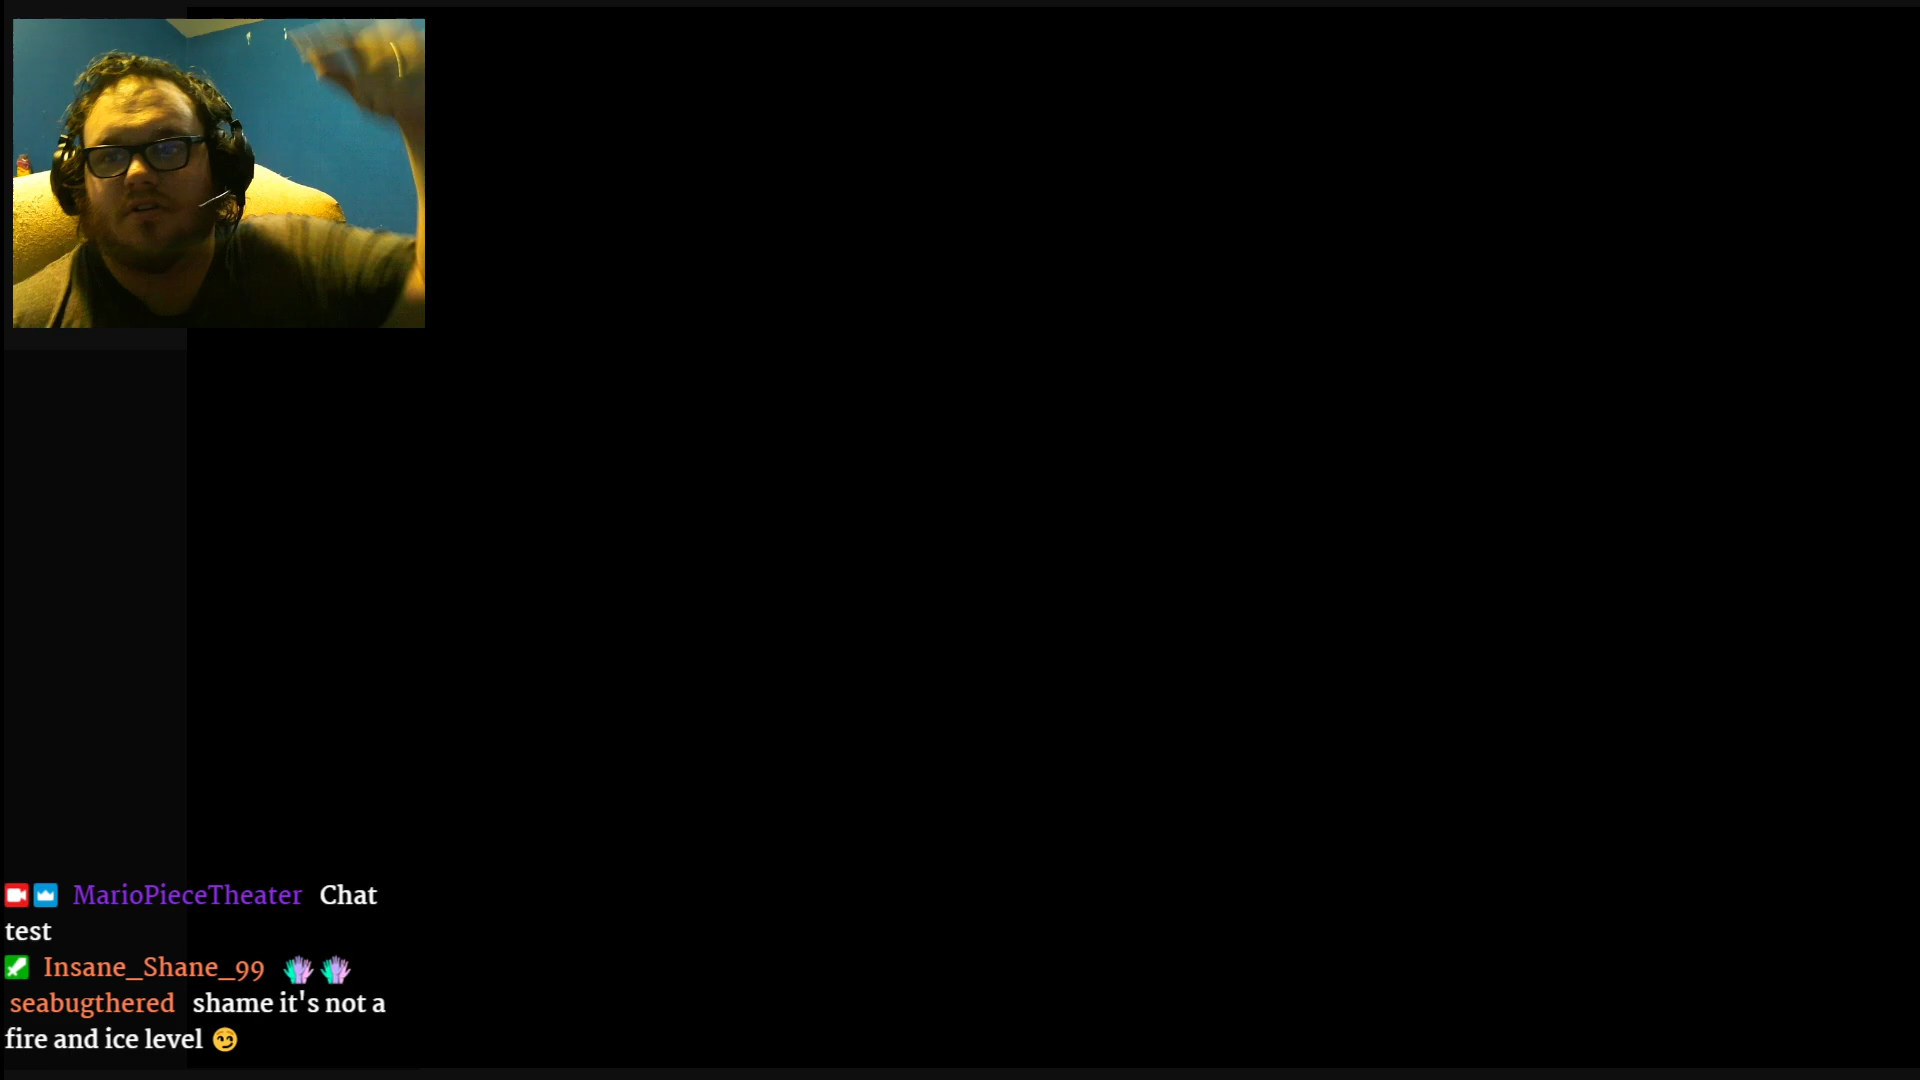 MarioPieceTheater Chat
test
Insane_Shane_99
seabugthered shame it's not a
fire and ice level 😏